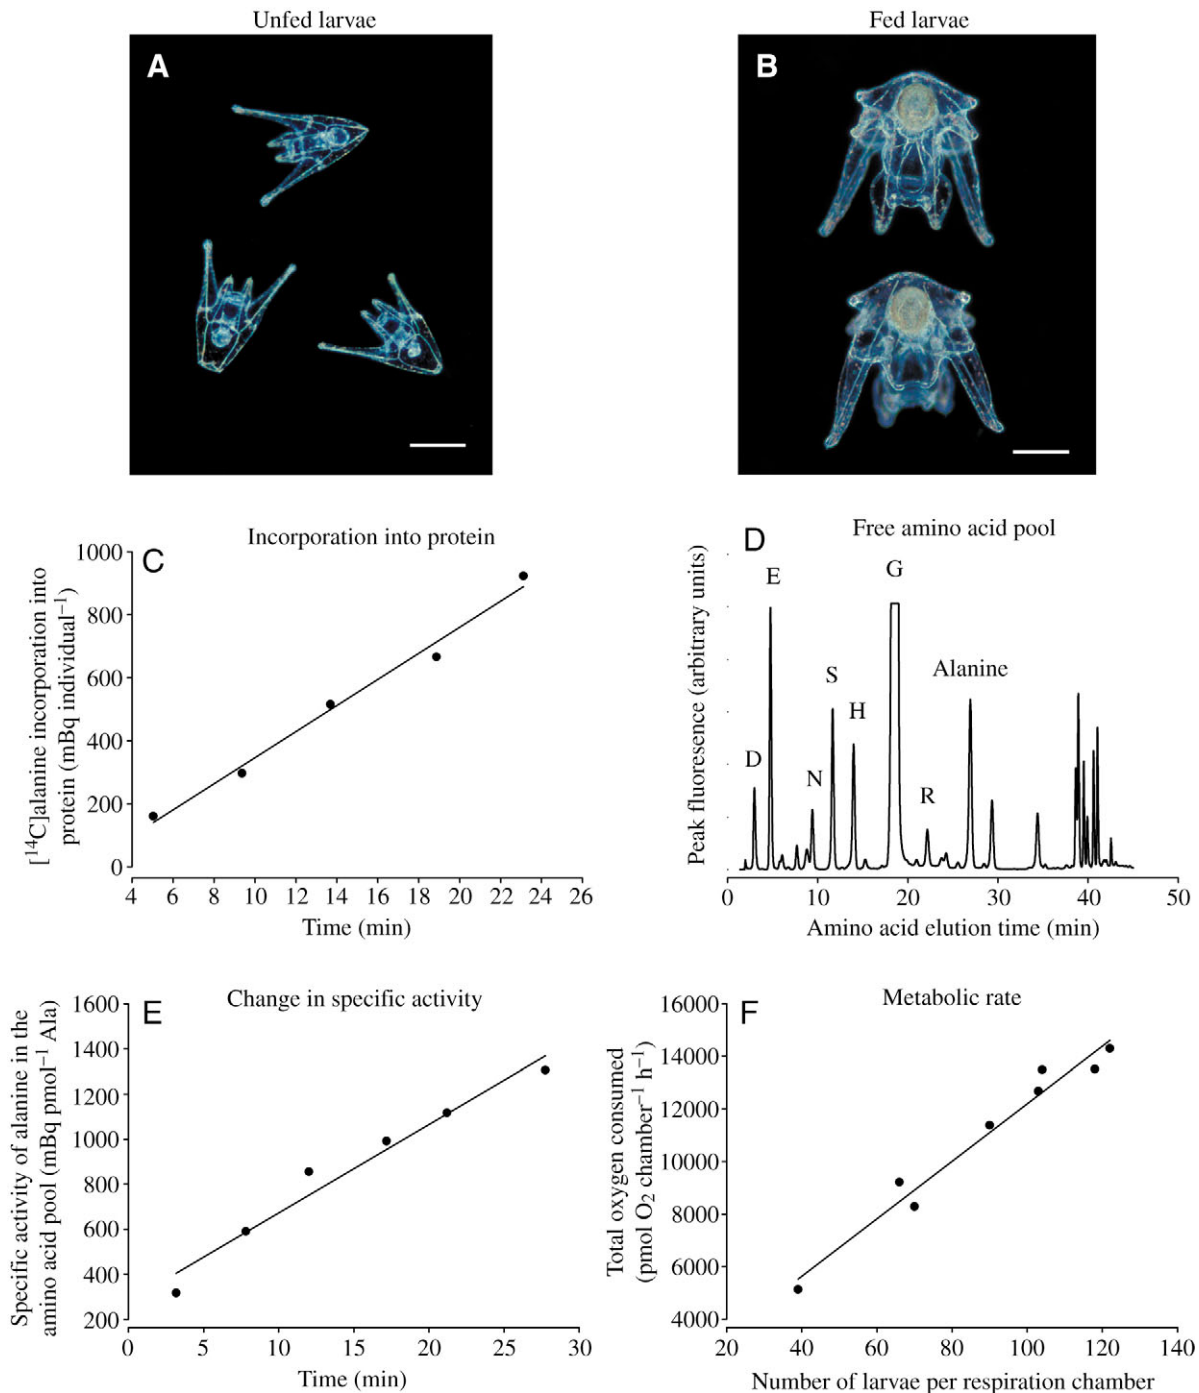 Unfed larvae
Fed larvae
A
B
C
Incorporation into protein
[¹⁴C]alanine incorporation into
protein (mBq individual⁻¹)
1000
800
600
400
200
0
4 6 8 10 12 14 16 18 20 22 24 26
Time (min)
D
Free amino acid pool
Peak fluoresence (arbitrary units)
D
E
N
S
H
G
R
Alanine
0 10 20 30 40 50
Amino acid elution time (min)
E
Change in specific activity
Specific activity of alanine in the
amino acid pool (mBq pmol⁻¹ Ala)
1600
1400
1200
1000
800
600
400
200
0 5 10 15 20 25 30
Time (min)
F
Metabolic rate
Total oxygen consumed
(pmol O₂ chamber⁻¹ h⁻¹)
16000
14000
12000
10000
8000
6000
4000
20 40 60 80 100 120 140
Number of larvae per respiration chamber